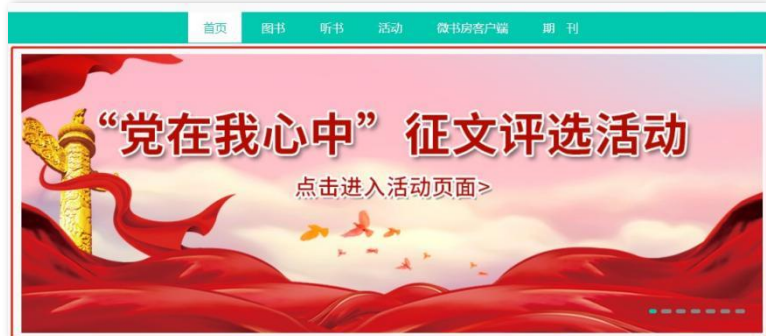 首页 图书 听书 活动 微书房客户端 期 刊
“党在我心中”征文评选活动
点击进入活动页面>